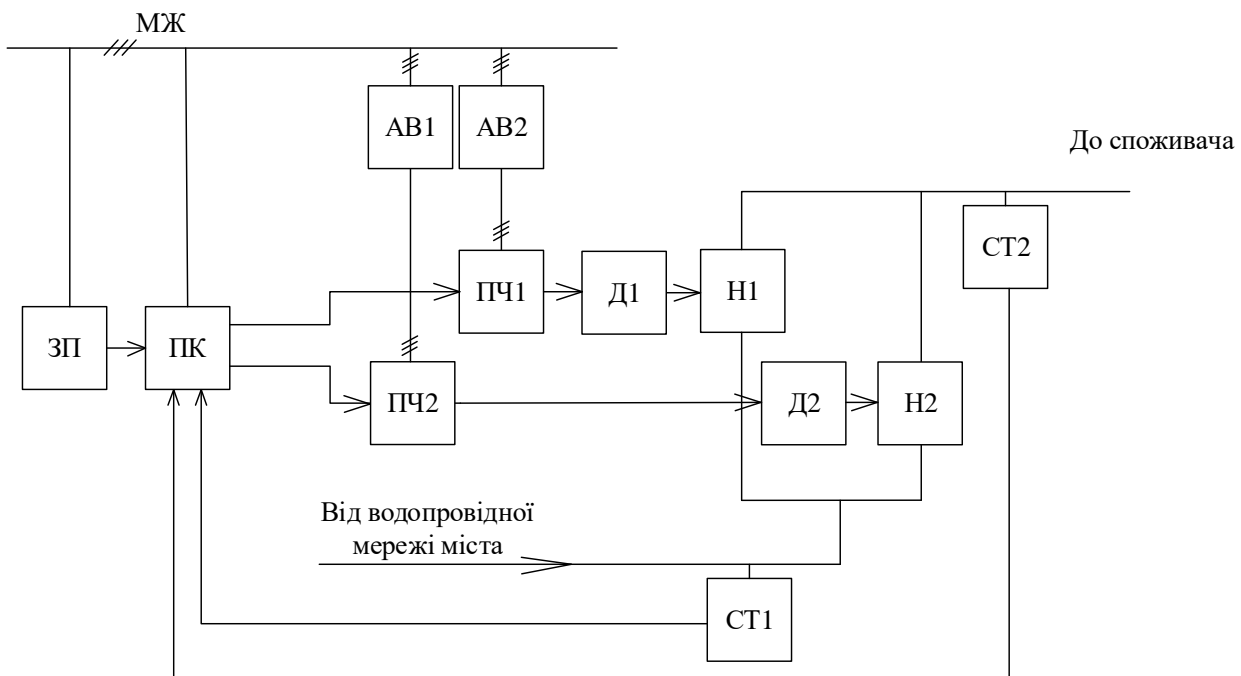 МЖ
АВ1
АВ2
До споживача
СТ2
ПЧ1
Д1
Н1
ЗП
ПК
ПЧ2
Д2
Н2
Від водопровідної
мережі міста
СТ1